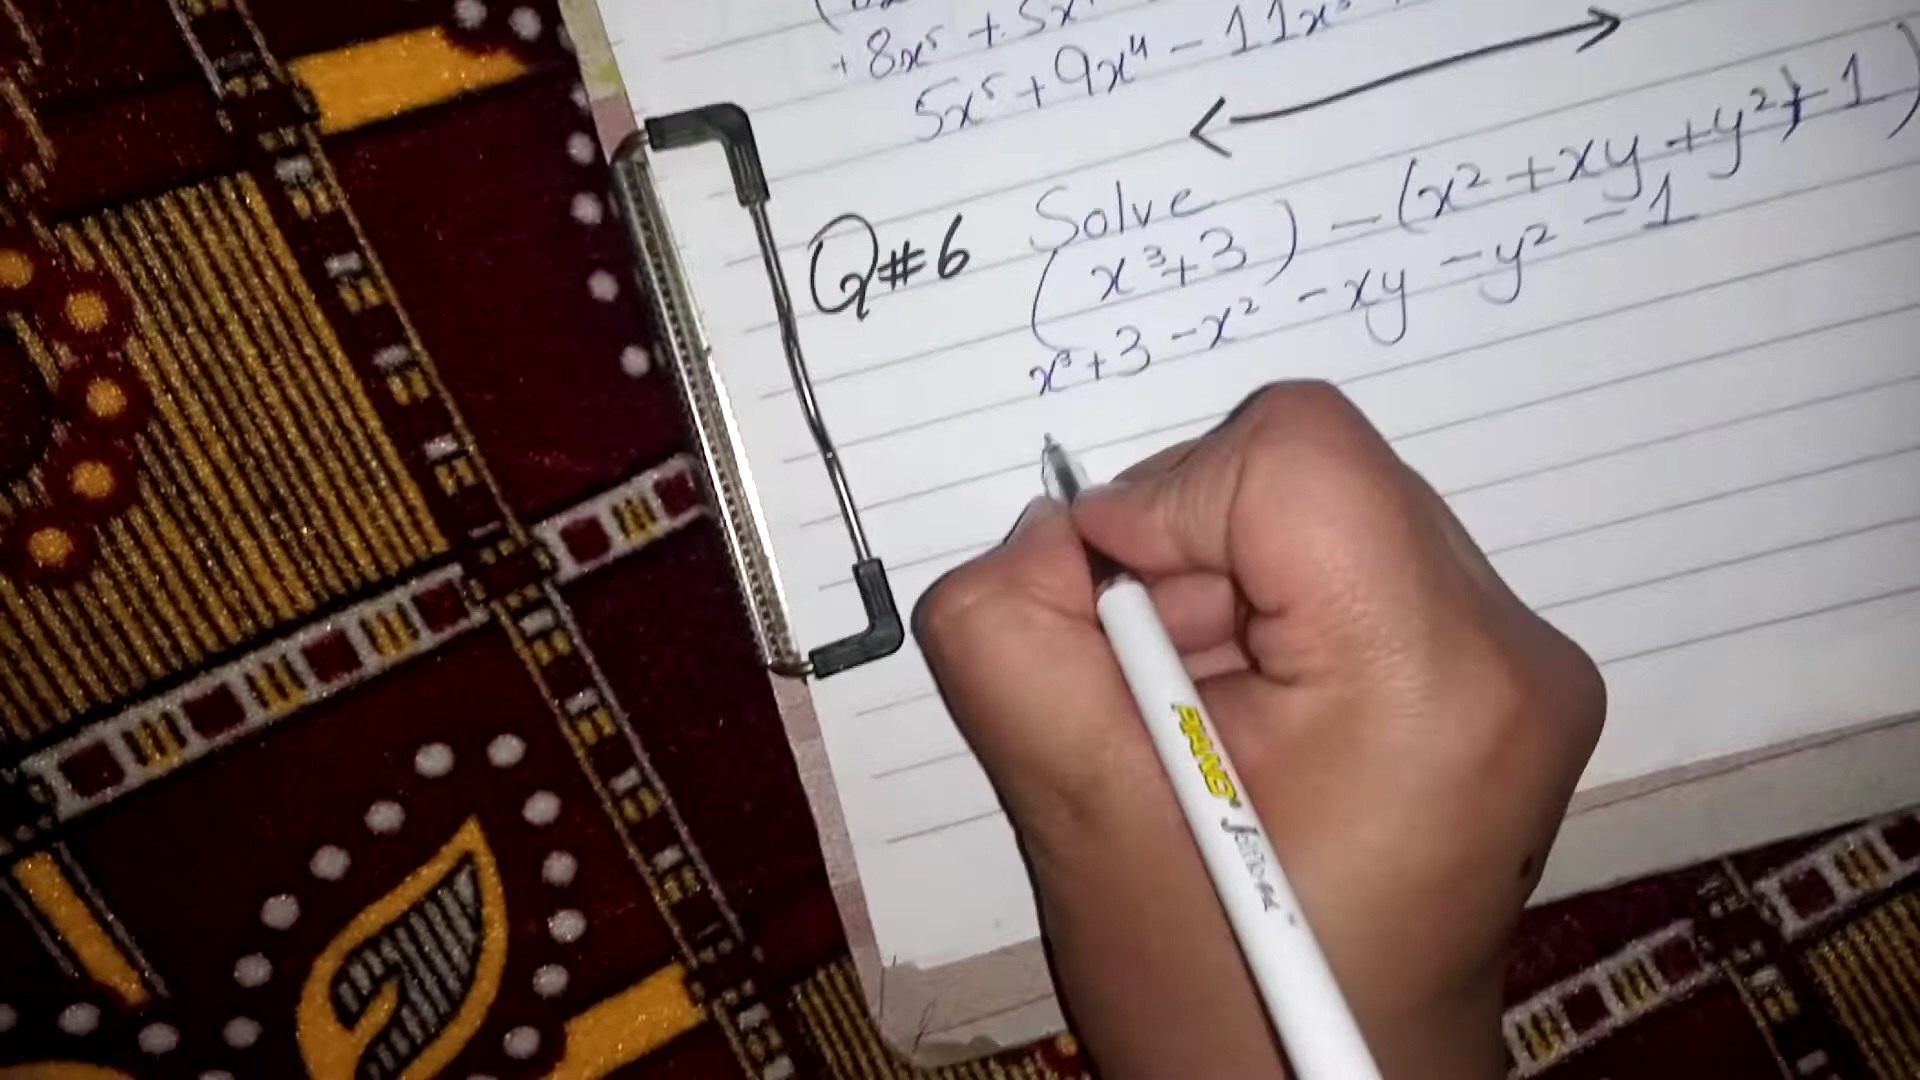 +8x⁵ + 5x
5x⁵ + 9x⁴ - 11x
Q#6 Solve
(x³+3) - (x² + xy + y²)+1)
x³+3 -x² -xy -y² -1
PIANO